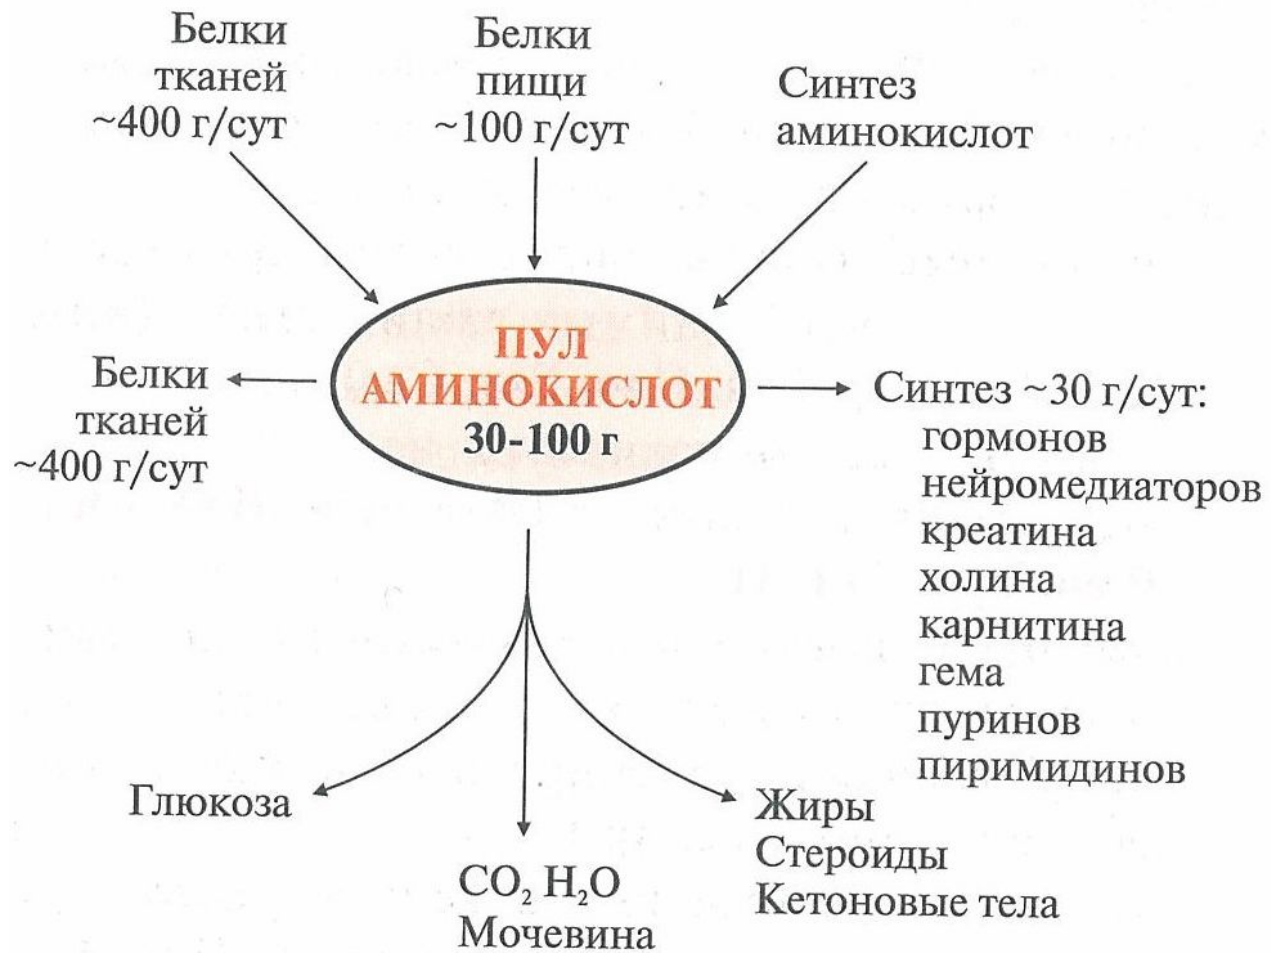 Белки
тканей
~400 г/сут
Белки
пищи
~100 г/сут
Синтез
аминокислот
ПУЛ
АМИНОКИСЛОТ
30-100 г
Белки
тканей
~400 г/сут
Синтез ~30 г/сут:
гормонов
нейромедиаторов
креатина
холина
карнитина
гема
пуринов
пиримидинов
Глюкоза
CO₂ H₂O
Мочевина
Жиры
Стероиды
Кетоновые тела